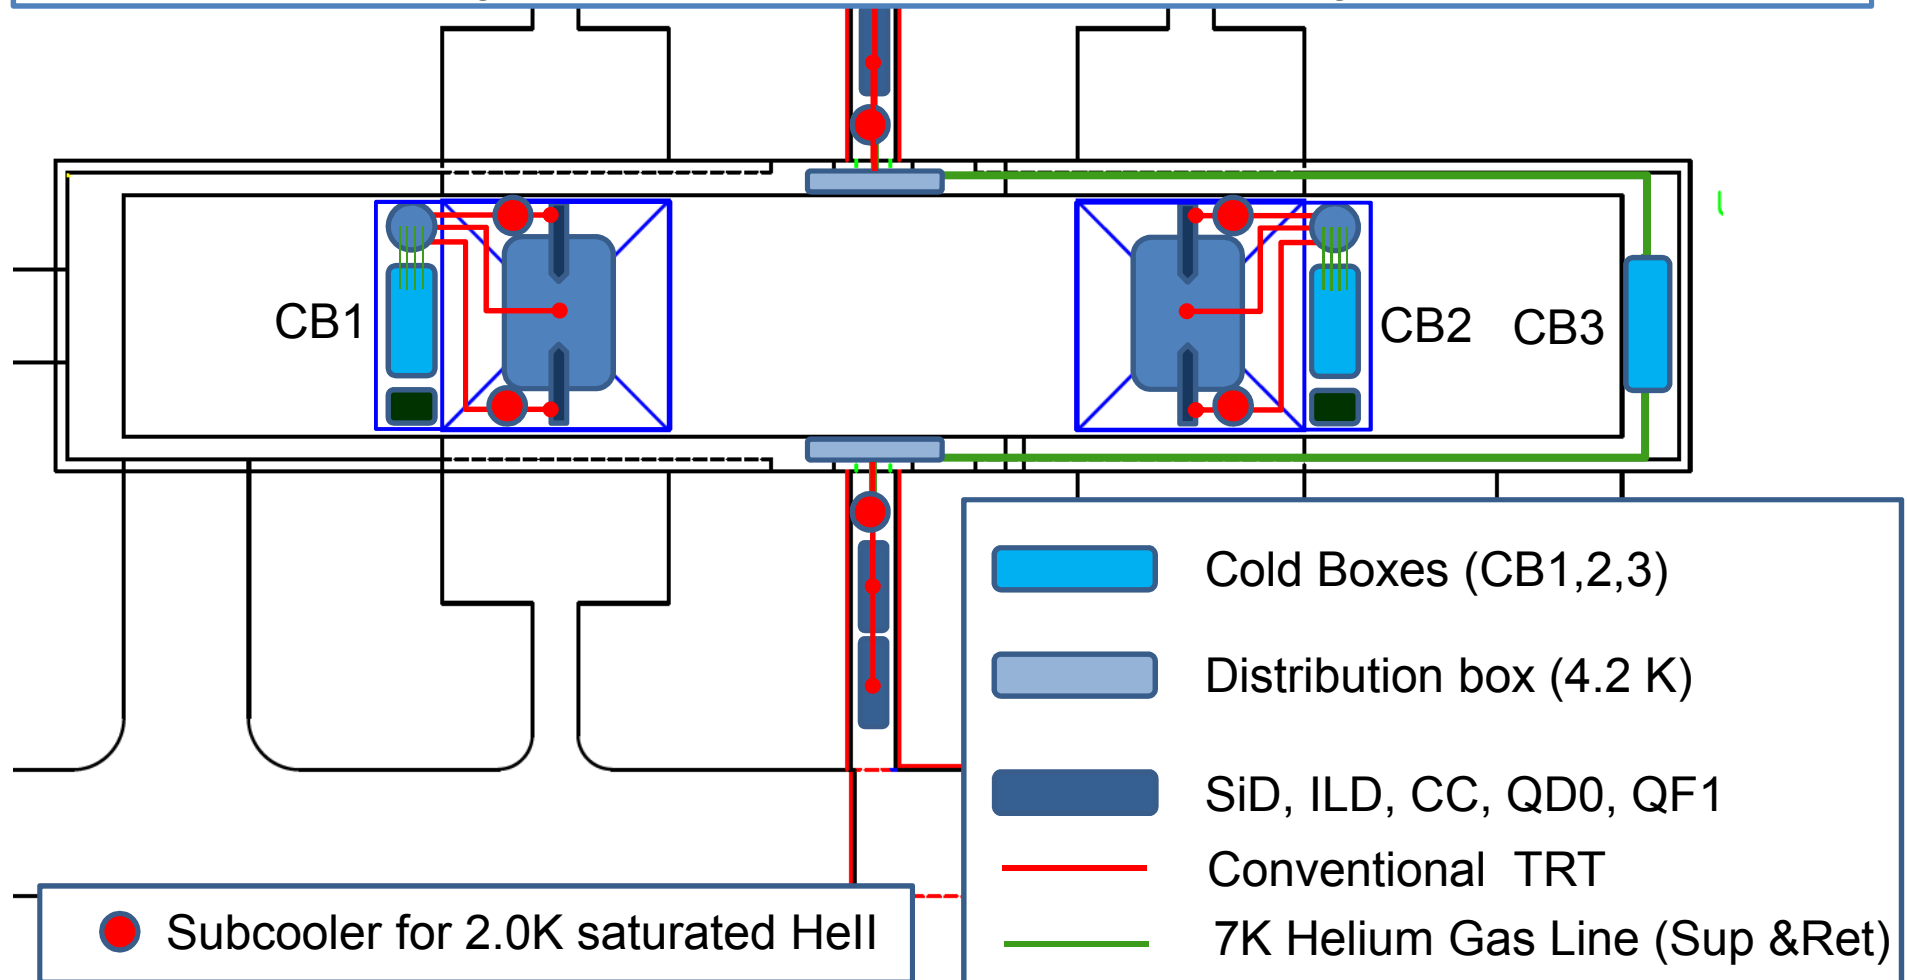 CB1
CB2
CB3
Cold Boxes (CB1,2,3)
Distribution box (4.2 K)
SiD, ILD, CC, QD0, QF1
Conventional TRT
7K Helium Gas Line (Sup &Ret)
Subcooler for 2.0K saturated HeII